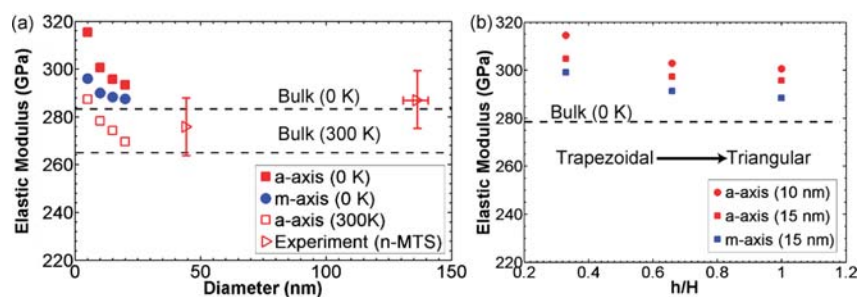 (a)
Elastic Modulus (GPa)
320
300
280
260
240
220
Bulk (0 K)
Bulk (300 K)
a-axis (0 K)
m-axis (0 K)
a-axis (300K)
Experiment (n-MTS)
0
50
100
150
Diameter (nm)
(b)
Elastic Modulus (GPa)
320
300
280
260
240
220
Bulk (0 K)
Trapezoidal
Triangular
a-axis (10 nm)
a-axis (15 nm)
m-axis (15 nm)
0.2
0.4
0.6
0.8
1
1.2
h/H